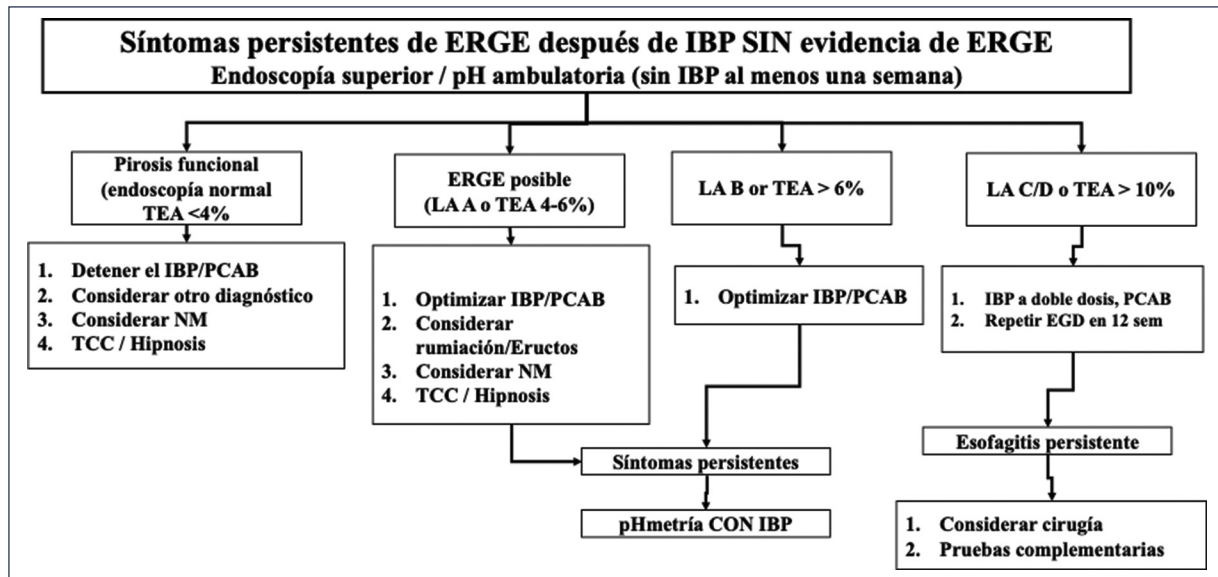 Síntomas persistentes de ERGE después de IBP SIN evidencia de ERGE
Endoscopía superior / pH ambulatoria (sin IBP al menos una semana)
Pirosis funcional
(endoscopía normal
TEA <4%
1. Detener el IBP/PCAB
2. Considerar otro diagnóstico
3. Considerar NM
4. TCC / Hipnosis
ERGE posible
(LA A o TEA 4-6%)
1. Optimizar IBP/PCAB
2. Considerar
rumiación/Eructos
3. Considerar NM
4. TCC / Hipnosis
LA B or TEA > 6%
1. Optimizar IBP/PCAB
Síntomas persistentes
pHmetría CON IBP
LA C/D o TEA > 10%
1. IBP a doble dosis, PCAB
2. Repetir EGD en 12 sem
Esofagitis persistente
1. Considerar cirugía
2. Pruebas complementarias